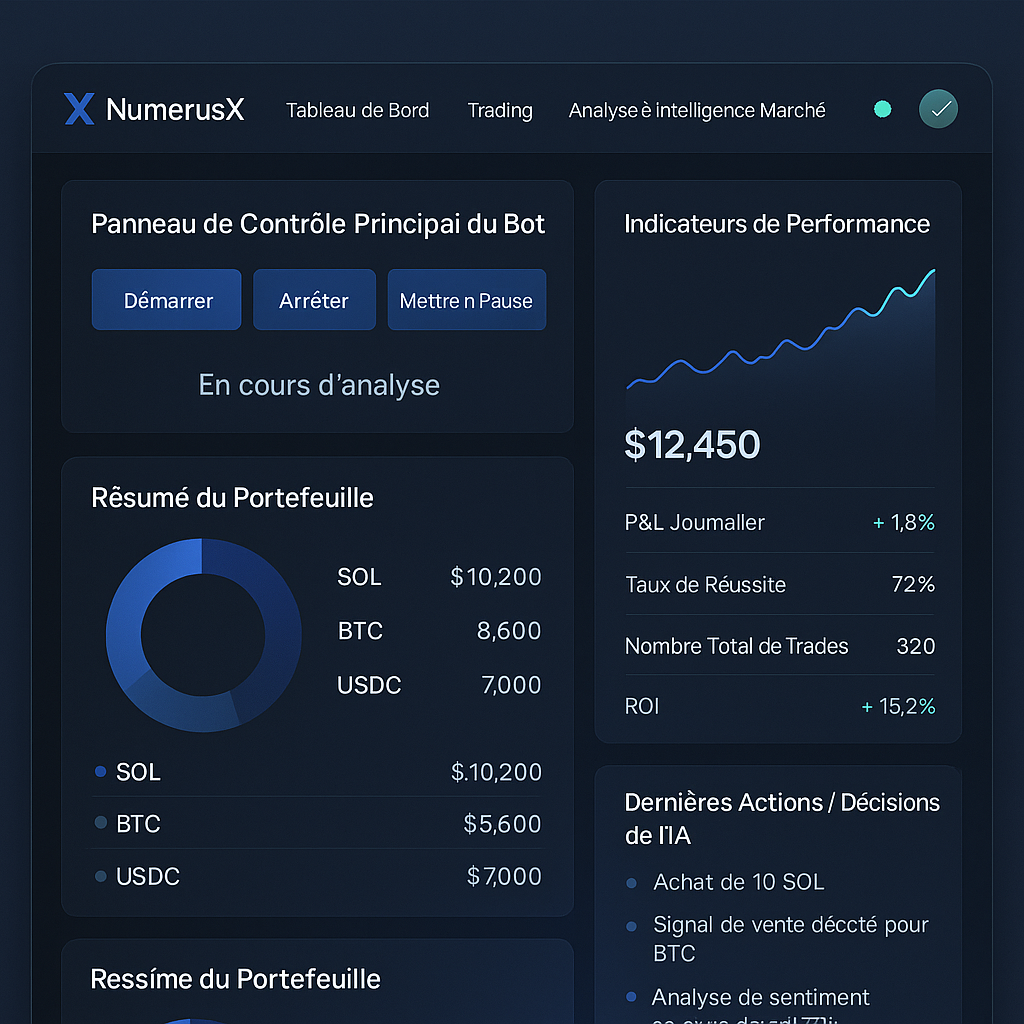 NumerusX
Tableau de Bord
Trading
Analyse è intelligence Marché
Panneau de Contrõle Principai du Bot
Démarrer
Arréter
Mettre n Pause
En cours d'analyse
Rẽsumé du Portefeuille
SOL $10,200
BTC 8,600
USDC 7,000
SOL $.10,200
BTC $5,600
USDC $7,000
Ressíme du Portefeuille
Indicateurs de Performance
$12,450
P&L Joumaller + 1,8%
Taux de Réussite 72%
Nombre Total de Trades 320
ROI + 15,2%
Dernières Actions / Décisions
de l'IA
Achat de 10 SOL
Signal de vente déccté pour
BTC
Analyse de sentiment